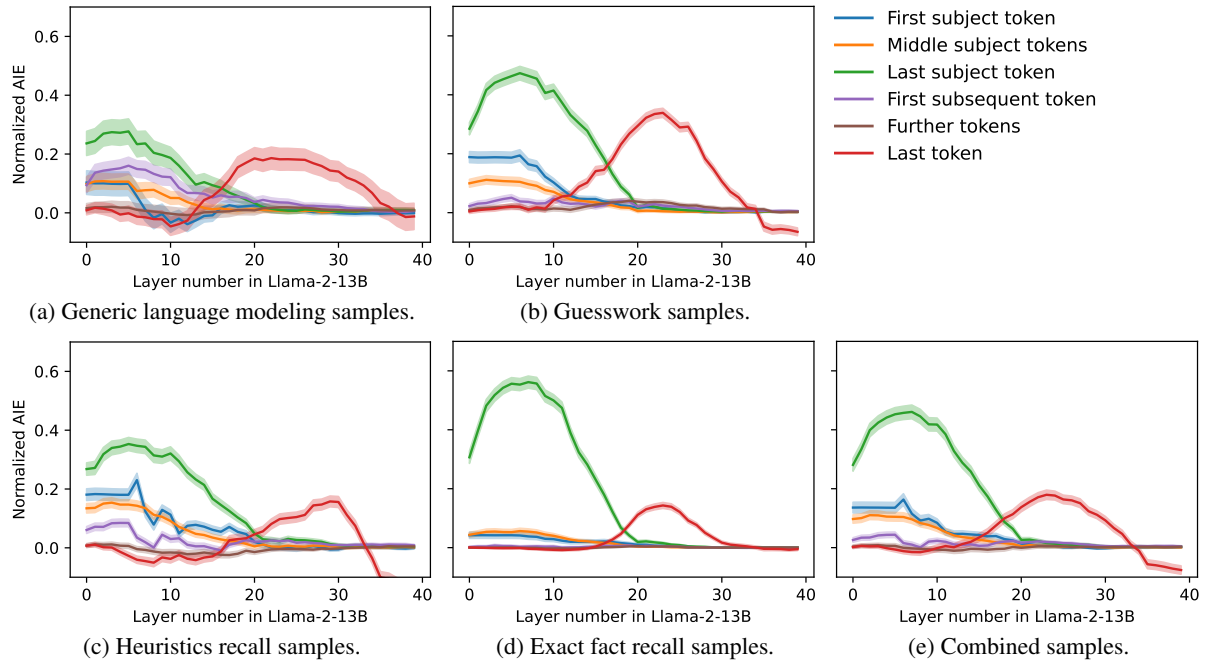 First subject token
Middle subject tokens
Last subject token
First subsequent token
Further tokens
Last token
Normalized AIE
0.6
0.4
0.2
0.0
0 10 20 30 40
Layer number in Llama-2-13B
(a) Generic language modeling samples.
0 10 20 30 40
Layer number in Llama-2-13B
(b) Guesswork samples.
Normalized AIE
0.6
0.4
0.2
0.0
0 10 20 30 40
Layer number in Llama-2-13B
(c) Heuristics recall samples.
0 10 20 30 40
Layer number in Llama-2-13B
(d) Exact fact recall samples.
0 10 20 30 40
Layer number in Llama-2-13B
(e) Combined samples.